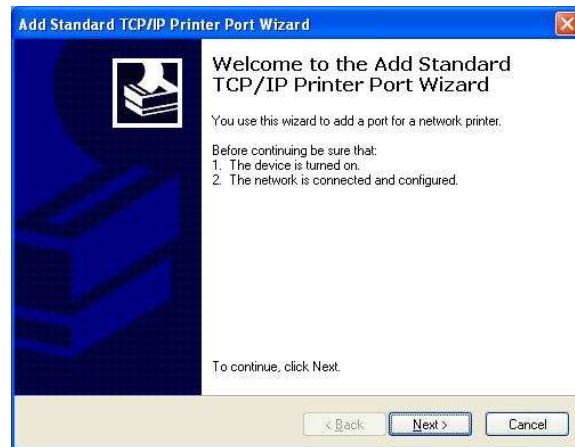 Add Standard TCP/IP Printer Port Wizard
Welcome to the Add Standard
TCP/IP Printer Port Wizard
You use this wizard to add a port for a network printer.
Before continuing be sure that:
1. The device is turned on.
2. The network is connected and configured.
To continue, click Next.
< Back Next > Cancel